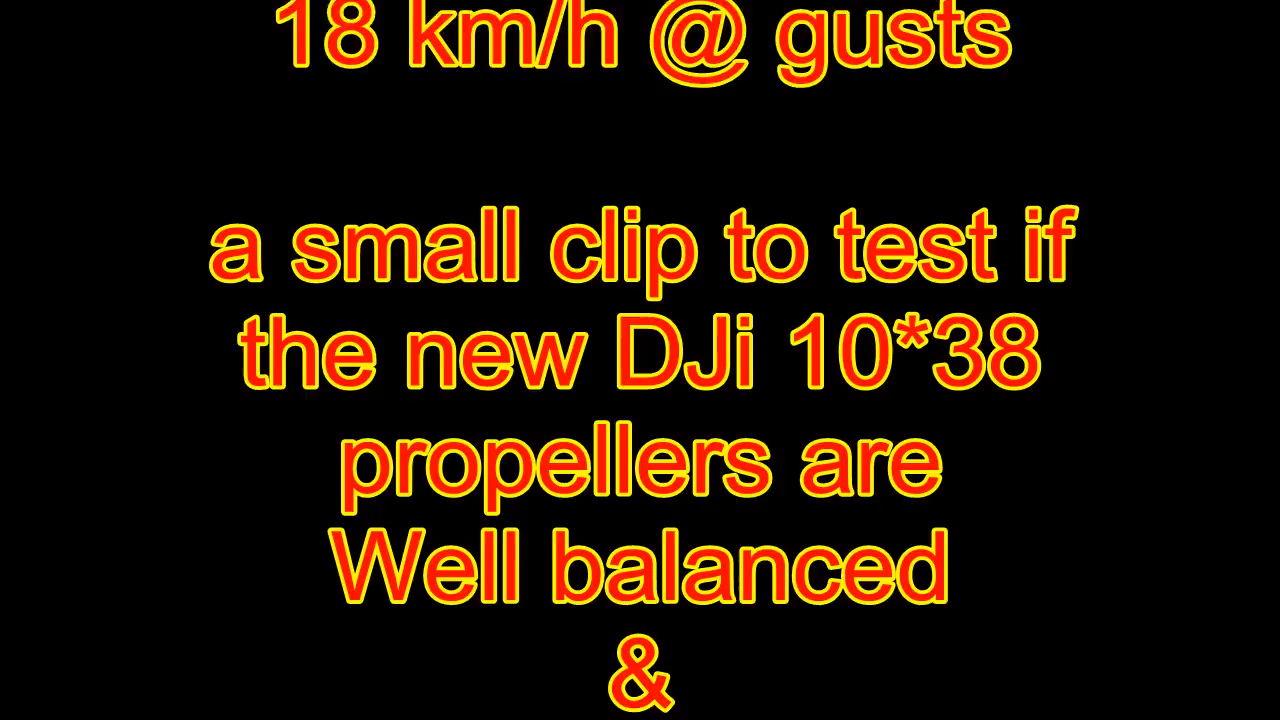 18 km/h @ gusts
a small clip to test if
the new DJi 10*38
propellers are
Well balanced
&